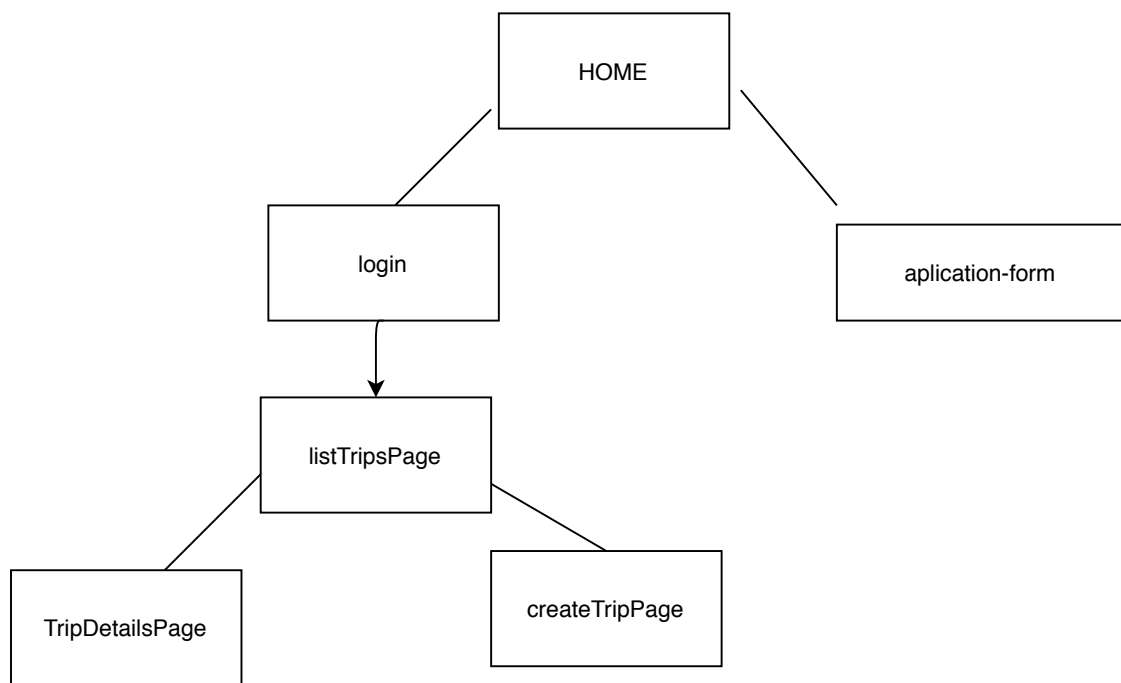 HOME
login
aplication-form
listTripsPage
createTripPage
TripDetailsPage